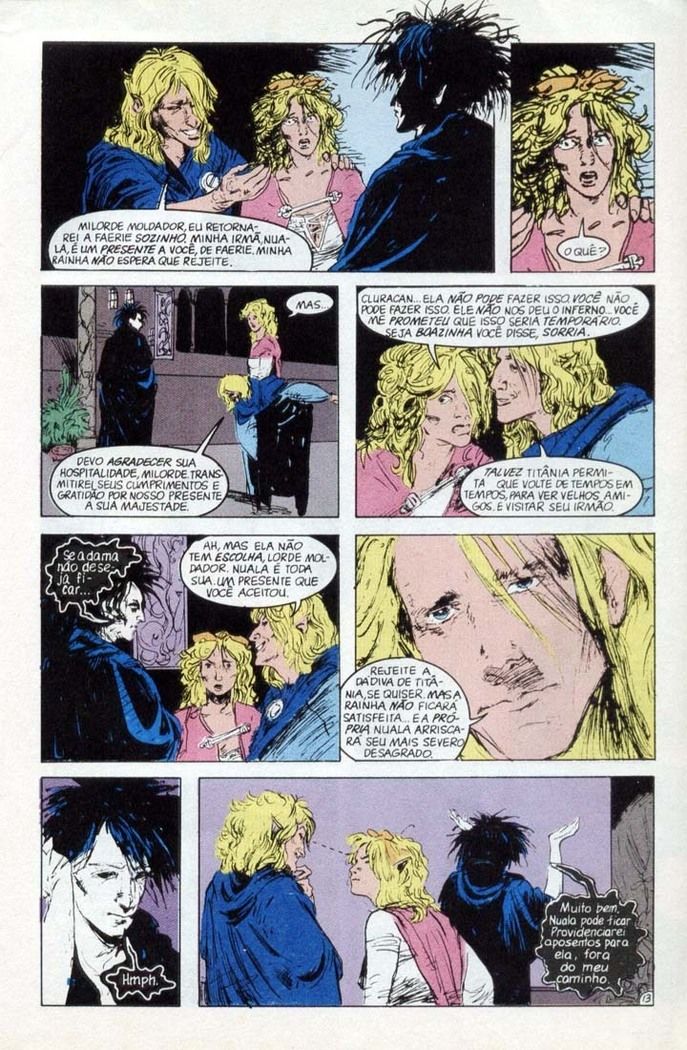 MILORDE MOLDADOR, EU RETORNA-
REI A FAERIE SOZINHO. MINHA IRMÃ, NUA-
LA, É UM PRESENTE A VOCÊ, DE FAERIE. MINHA
RAINHA NÃO ESPERA QUE REJEITE.
O QUÊ?
MAS...
DEVO AGRADECER SUA
HOSPITALIDADE, MILORDE. TRANS-
MITIREI SEUS CUMPRIMENTOS E
GRATIDÃO POR NOSSO PRESENTE
A SUA MAJESTADE.
CLURACAN... ELA NÃO PODE FAZER ISSO. VOCÊ NÃO
PODE FAZER ISSO. ELE NÃO NOS DEU O INFERNO... VOCÊ
ME PROMETEU QUE ISSO SERIA TEMPORÁRIO.
SEJA BOAZINHA VOCÊ DISSE, SORRIA.
TALVEZ TITÂNIA PERMI-
TA QUE VOLTE DE TEMPOS EM
TEMPOS, PARA VER VELHOS AMI-
GOS. E VISITAR SEU IRMÃO.
Se a dama
não dese-
ja fi-
car...
AH, MAS ELA NÃO
TEM ESCOLHA, LORDE MOL-
DADOR. NUALA É TODA
SUA. UM PRESENTE QUE
VOCÊ ACEITOU.
REJEITE A
DÁDIVA DE TITÂ-
NIA, SE QUISER. MAS A
RAINHA NÃO FICARÁ
SATISFEITA... E A PRÓ-
PRIA NUALA ARRISCA-
RÁ SEU MAIS SEVERO
DESAGRADO.
Hmph.
Muito bem.
Nuala pode ficar
Providenciarei
aposentos para
ela, fora
do meu
caminho.
13